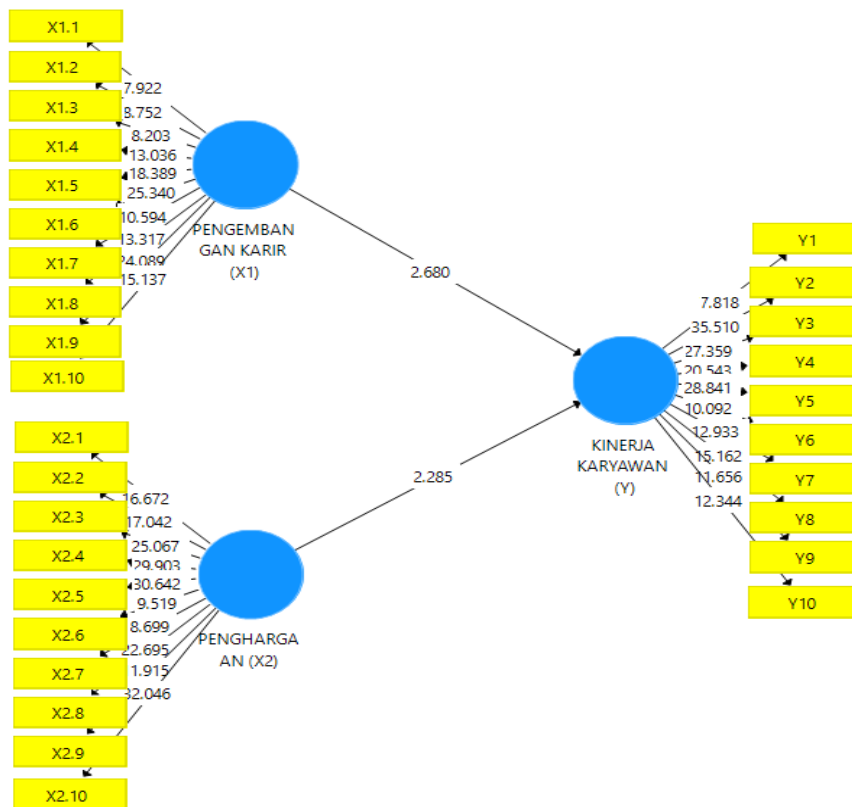 X1.1
X1.2
X1.3
X1.4
X1.5
X1.6
X1.7
X1.8
X1.9
X1.10
7.922
8.752
8.203
13.036
18.389
25.340
10.594
13.317
24.089
15.137
PENGEMBAN
GAN KARIR
(X1)
2.680
X2.1
X2.2
X2.3
X2.4
X2.5
X2.6
X2.7
X2.8
X2.9
X2.10
16.672
17.042
25.067
29.903
30.642
9.519
8.699
22.695
32.046
PENGHARGA
AN (X2)
2.285
KINERJA
KARYAWAN
(Y)
7.818
35.510
27.359
20.543
28.841
10.092
12.933
15.162
11.656
12.344
Y1
Y2
Y3
Y4
Y5
Y6
Y7
Y8
Y9
Y10